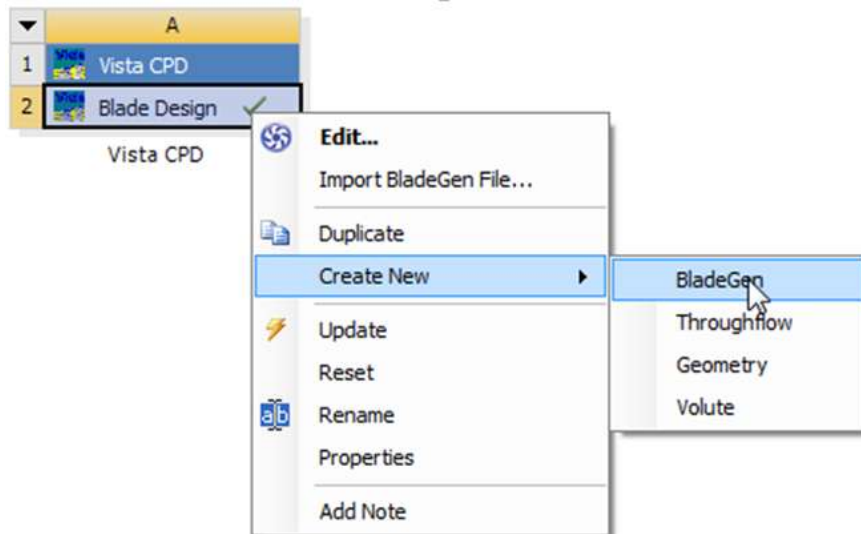 A
1 Vista CPD
2 Blade Design
Vista CPD
Edit...
Import BladeGen File...
Duplicate
Create New
Update
Reset
Rename
Properties
Add Note
BladeGen
Throughflow
Geometry
Volute